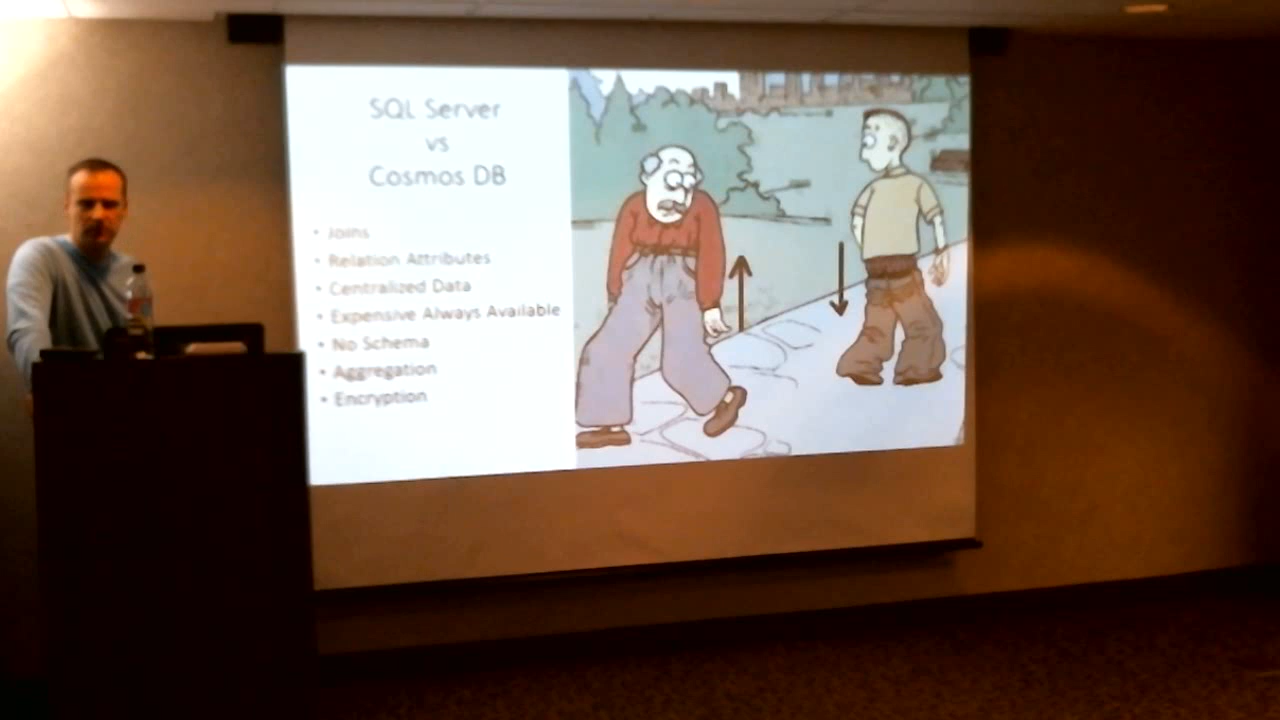 SQL Server
vs
Cosmos DB
• Joins
• Relation Attributes
• Centralized Data
• Expensive Always Available
• No Schema
• Aggregation
• Encryption